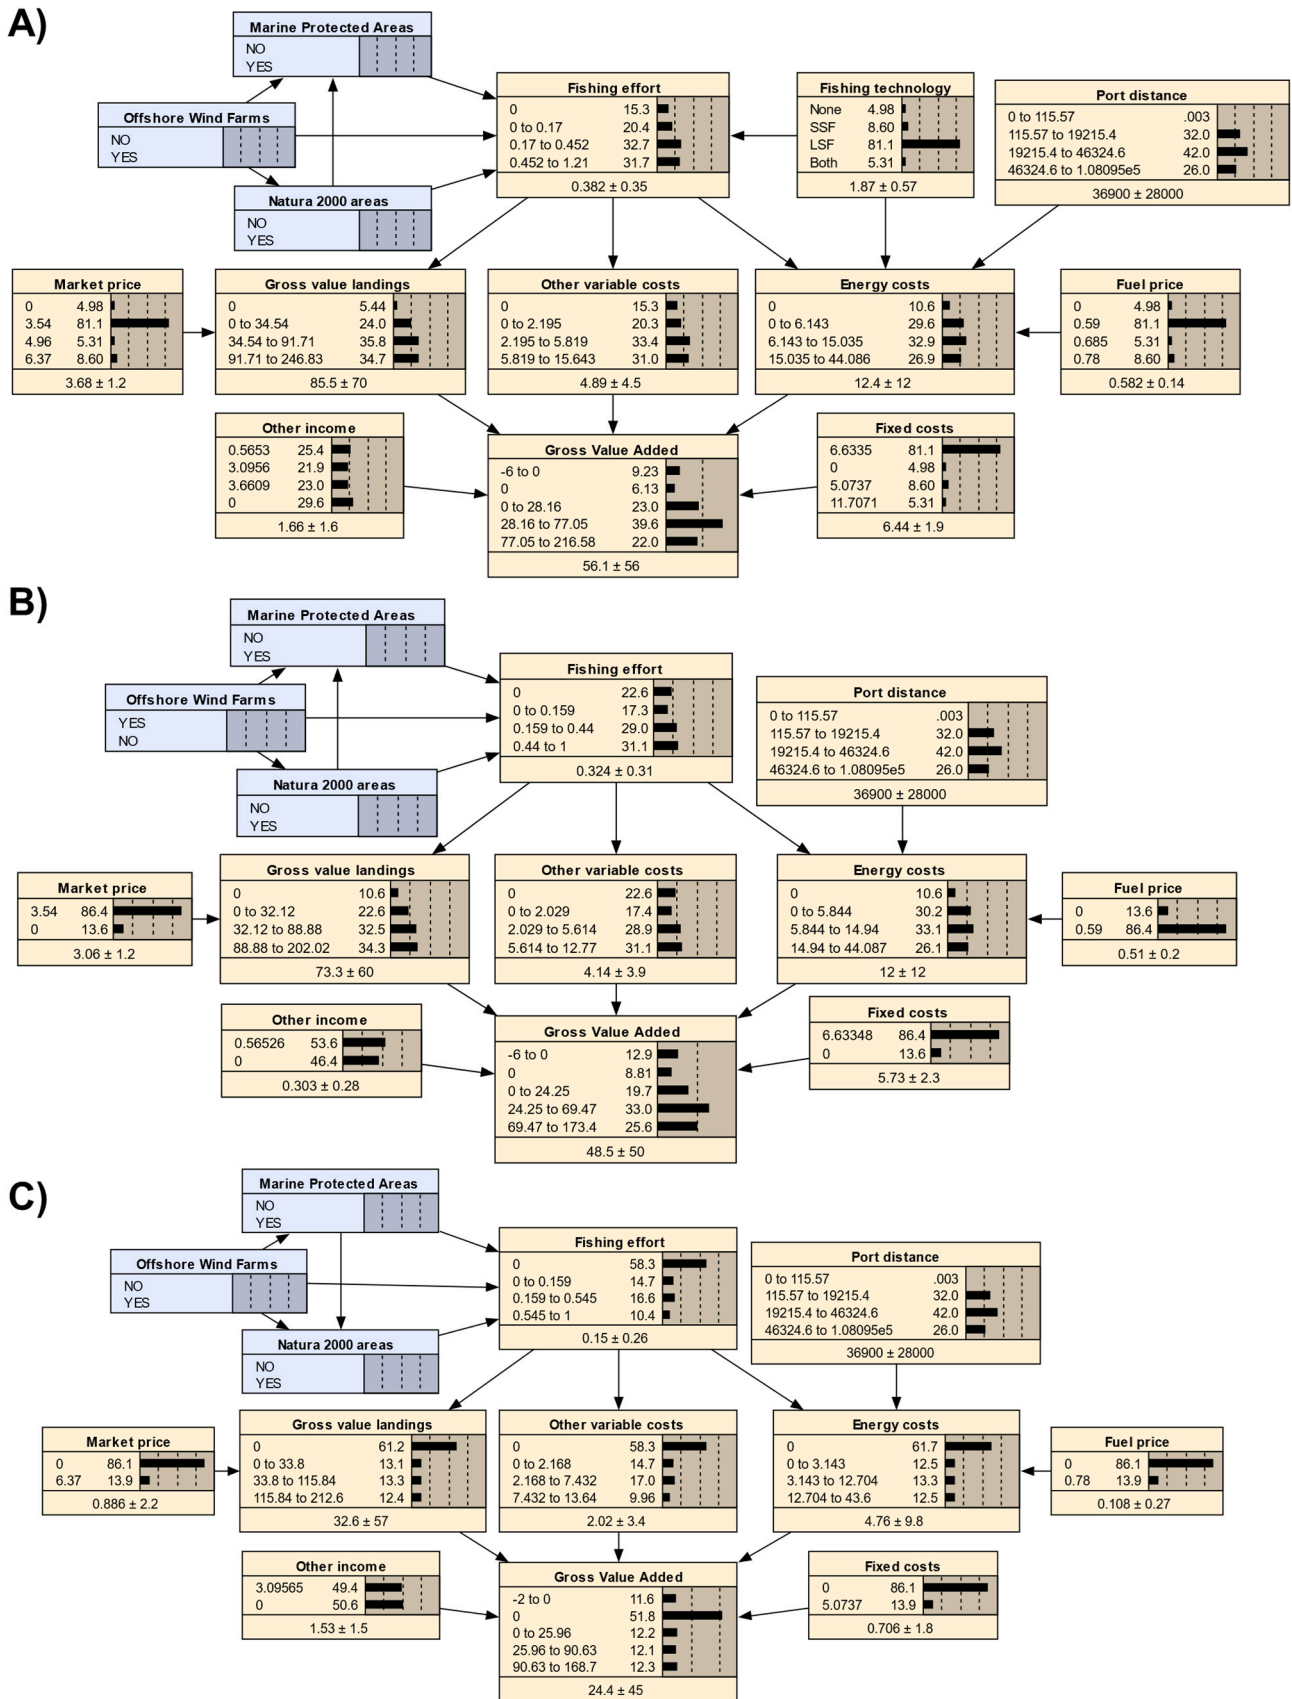 A)
Marine Protected Areas
NO
YES
Offshore Wind Farms
NO
YES
Natura 2000 areas
NO
YES
Fishing effort
0 15.3
0 to 0.17 20.4
0.17 to 0.452 32.7
0.452 to 1.21 31.7
0.382 ± 0.35
Fishing technology
None 4.98
SSF 8.60
LSF 81.1
Both 5.31
1.87 ± 0.57
Port distance
0 to 115.57 .003
115.57 to 19215.4 32.0
19215.4 to 46324.6 42.0
46324.6 to 1.08095e5 26.0
36900 ± 28000
Market price
0 4.98
3.54 81.1
4.96 5.31
6.37 8.60
3.68 ± 1.2
Gross value landings
0 5.44
0 to 34.54 24.0
34.54 to 91.71 35.8
91.71 to 246.83 34.7
85.5 ± 70
Other variable costs
0 15.3
0 to 2.195 20.3
2.195 to 5.819 33.4
5.819 to 15.643 31.0
4.89 ± 4.5
Energy costs
0 10.6
0 to 6.143 29.6
6.143 to 15.035 32.9
15.035 to 44.086 26.9
12.4 ± 12
Fuel price
0 4.98
0.59 81.1
0.685 5.31
0.78 8.60
0.582 ± 0.14
Other income
0.5653 25.4
3.0956 21.9
3.6609 23.0
0 29.6
1.66 ± 1.6
Gross Value Added
-6 to 0 9.23
0 6.13
0 to 28.16 23.0
28.16 to 77.05 39.6
77.05 to 216.58 22.0
56.1 ± 56
Fixed costs
6.6335 81.1
0 4.98
5.0737 8.60
11.7071 5.31
6.44 ± 1.9
B)
Marine Protected Areas
NO
YES
Offshore Wind Farms
YES
NO
Natura 2000 areas
NO
YES
Fishing effort
0 22.6
0 to 0.159 17.3
0.159 to 0.44 29.0
0.44 to 1 31.1
0.324 ± 0.31
Port distance
0 to 115.57 .003
115.57 to 19215.4 32.0
19215.4 to 46324.6 42.0
46324.6 to 1.08095e5 26.0
36900 ± 28000
Market price
3.54 86.4
0 13.6
3.06 ± 1.2
Gross value landings
0 10.6
0 to 32.12 22.6
32.12 to 88.88 32.5
88.88 to 202.02 34.3
73.3 ± 60
Other variable costs
0 22.6
0 to 2.029 17.4
2.029 to 5.614 28.9
5.614 to 12.77 31.1
4.14 ± 3.9
Energy costs
0 10.6
0 to 5.844 30.2
5.844 to 14.94 33.1
14.94 to 44.087 26.1
12 ± 12
Fuel price
0 13.6
0.59 86.4
0.51 ± 0.2
Other income
0.56526 53.6
0 46.4
0.303 ± 0.28
Gross Value Added
-6 to 0 12.9
0 8.81
0 to 24.25 19.7
24.25 to 69.47 33.0
69.47 to 173.4 25.6
48.5 ± 50
Fixed costs
6.63348 86.4
0 13.6
5.73 ± 2.3
C)
Marine Protected Areas
NO
YES
Offshore Wind Farms
NO
YES
Natura 2000 areas
NO
YES
Fishing effort
0 58.3
0 to 0.159 14.7
0.159 to 0.545 16.6
0.545 to 1 10.4
0.15 ± 0.26
Port distance
0 to 115.57 .003
115.57 to 19215.4 32.0
19215.4 to 46324.6 42.0
46324.6 to 1.08095e5 26.0
36900 ± 28000
Market price
0 86.1
6.37 13.9
0.886 ± 2.2
Gross value landings
0 61.2
0 to 33.8 13.1
33.8 to 115.84 13.3
115.84 to 212.6 12.4
32.6 ± 57
Other variable costs
0 58.3
0 to 2.168 14.7
2.168 to 7.432 17.0
7.432 to 13.64 9.96
2.02 ± 3.4
Energy costs
0 61.7
0 to 3.143 12.5
3.143 to 12.704 13.3
12.704 to 43.6 12.5
4.76 ± 9.8
Fuel price
0 86.1
0.78 13.9
0.108 ± 0.27
Other income
3.09565 49.4
0 50.6
1.53 ± 1.5
Gross Value Added
-2 to 0 11.6
0 51.8
0 to 25.96 12.2
25.96 to 90.63 12.1
90.63 to 168.7 12.3
24.4 ± 45
Fixed costs
0 86.1
5.0737 13.9
0.706 ± 1.8